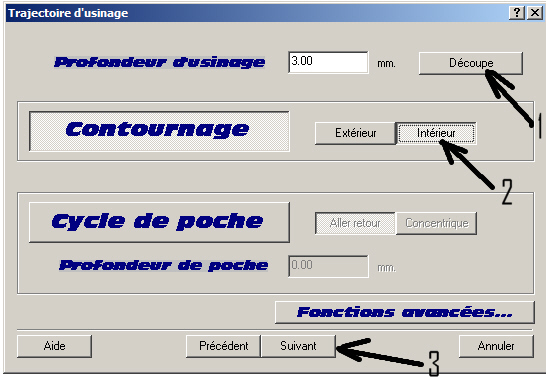 Trajectoire d'usinage
Profondeur d'usinage 3.00 mm. Découpe
1
Contournage Extérieur Intérieur
2
Cycle de poche Aller retour Concentrique
Profondeur de poche 0.00 mm.
Fonctions avancées...
Aide Précédent Suivant Annuler
3